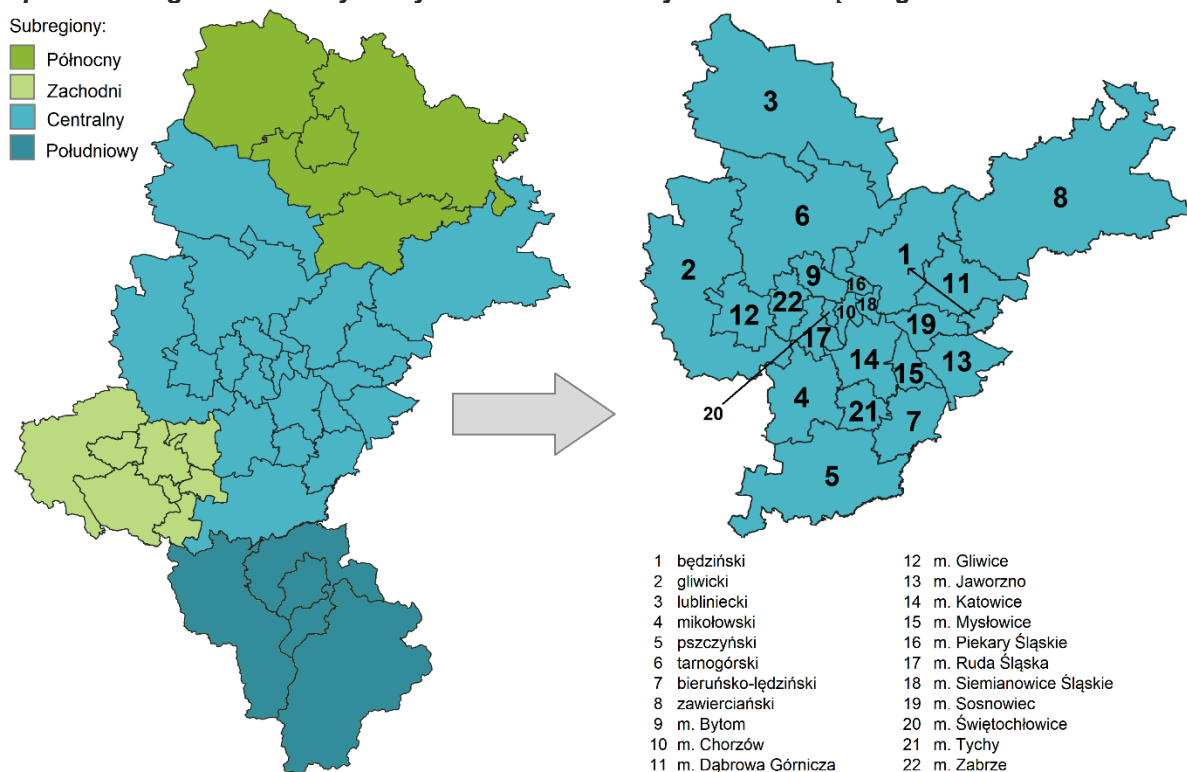 Subregiony:
Północny
Zachodni
Centralny
Południowy
3
8
6
1
2
9
11
16
22
18
12
10
19
17
14
13
15
4
20
21
7
5
1 będziński
2 gliwicki
3 lubliniecki
4 mikołowski
5 pszczyński
6 tarnogórski
7 bieruńsko-lędziński
8 zawierciański
9 m. Bytom
10 m. Chorzów
11 m. Dąbrowa Górnicza
12 m. Gliwice
13 m. Jaworzno
14 m. Katowice
15 m. Mysłowice
16 m. Piekary Śląskie
17 m. Ruda Śląska
18 m. Siemianowice Śląskie
19 m. Sosnowiec
20 m. Świętochłowice
21 m. Tychy
22 m. Zabrze